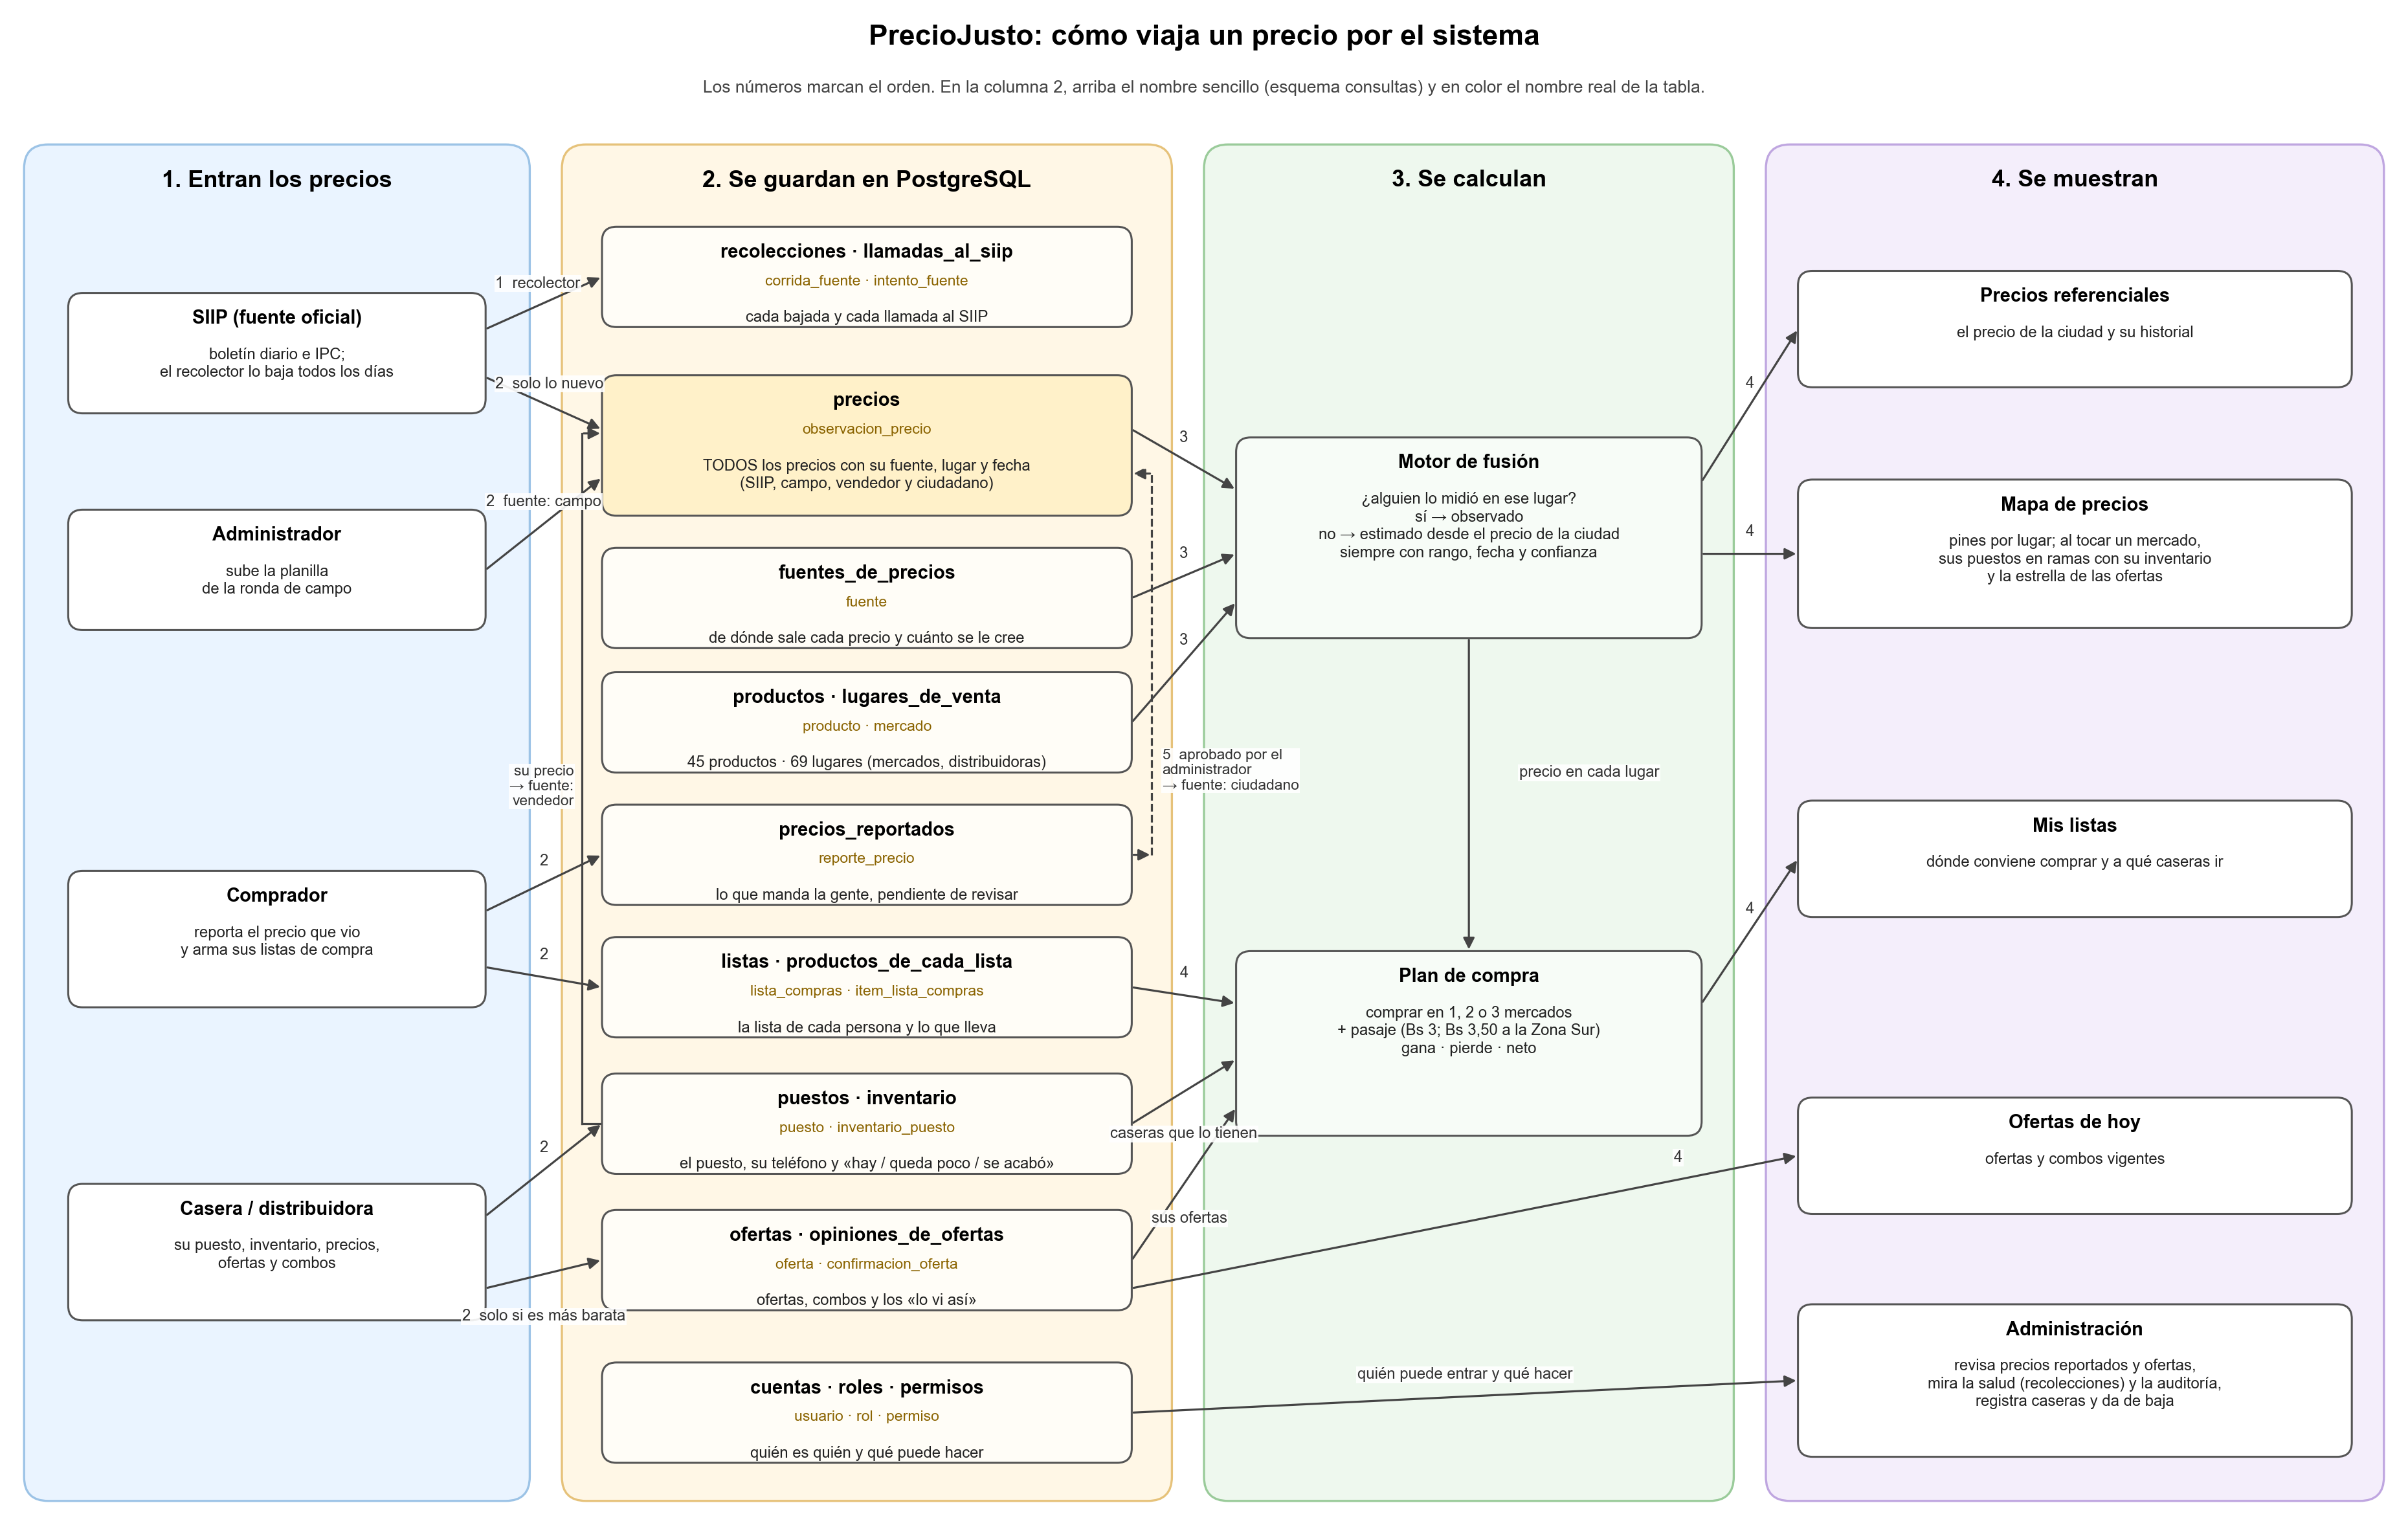 PrecioJusto: cómo viaja un precio por el sistema
Los números marcan el orden. En la columna 2, arriba el nombre sencillo (esquema consultas) y en color el nombre real de la tabla.
1. Entran los precios
SIIP (fuente oficial)
boletín diario e IPC;
el recolector lo baja todos los días
Administrador
sube la planilla
de la ronda de campo
Comprador
reporta el precio que vio
y arma sus listas de compra
Casera / distribuidora
su puesto, inventario, precios,
ofertas y combos
1 recolector
2 solo lo nuevo
2 fuente: campo
su precio
→ fuente:
vendedor
2
2
2
2 solo si es más barata
2. Se guardan en PostgreSQL
recolecciones · llamadas_al_siip
corrida_fuente · intento_fuente
cada bajada y cada llamada al SIIP
precios
observacion_precio
TODOS los precios con su fuente, lugar y fecha
(SIIP, campo, vendedor y ciudadano)
fuentes_de_precios
fuente
de dónde sale cada precio y cuánto se le cree
productos · lugares_de_venta
producto · mercado
45 productos · 69 lugares (mercados, distribuidoras)
precios_reportados
reporte_precio
lo que manda la gente, pendiente de revisar
listas · productos_de_cada_lista
lista_compras · item_lista_compras
la lista de cada persona y lo que lleva
puestos · inventario
puesto · inventario_puesto
el puesto, su teléfono y «hay / queda poco / se acabó»
ofertas · opiniones_de_ofertas
oferta · confirmacion_oferta
ofertas, combos y los «lo vi así»
cuentas · roles · permisos
usuario · rol · permiso
quién es quién y qué puede hacer
3
3
3
5 aprobado por el
administrador
→ fuente: ciudadano
4
caseras que lo tienen
sus ofertas
3. Se calculan
Motor de fusión
¿alguien lo midió en ese lugar?
sí → observado
no → estimado desde el precio de la ciudad
siempre con rango, fecha y confianza
precio en cada lugar
Plan de compra
comprar en 1, 2 o 3 mercados
+ pasaje (Bs 3; Bs 3,50 a la Zona Sur)
gana · pierde · neto
4
quién puede entrar y qué hacer
4
4
4
4. Se muestran
Precios referenciales
el precio de la ciudad y su historial
Mapa de precios
pines por lugar; al tocar un mercado,
sus puestos en ramas con su inventario
y la estrella de las ofertas
Mis listas
dónde conviene comprar y a qué caseras ir
Ofertas de hoy
ofertas y combos vigentes
Administración
revisa precios reportados y ofertas,
mira la salud (recolecciones) y la auditoría,
registra caseras y da de baja